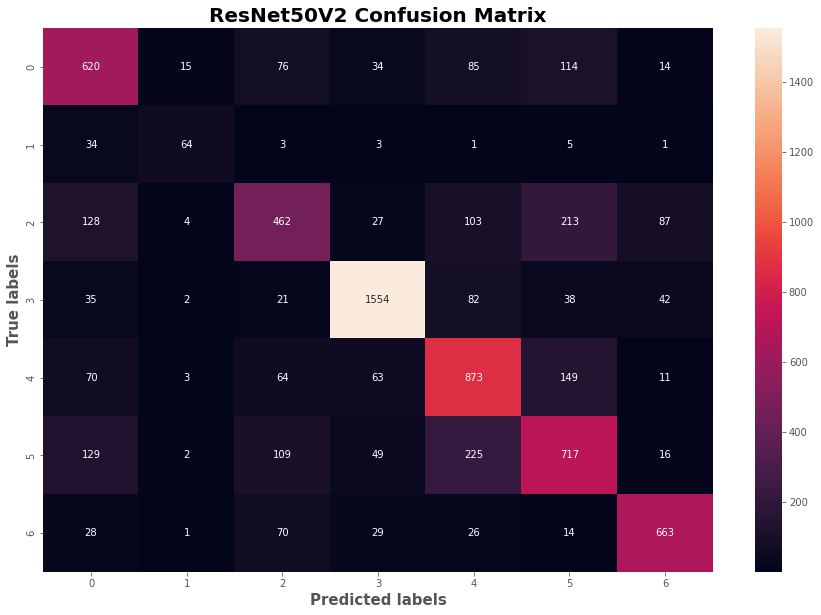 ResNet50V2 Confusion Matrix
0 620 15 76 34 85 114 14
1 34 64 3 3 1 5 1
2 128 4 462 27 103 213 87
3 35 2 21 1554 82 38 42
4 70 3 64 63 873 149 11
5 129 2 109 49 225 717 16
6 28 1 70 29 26 14 663
0 1 2 3 4 5 6
True labels
Predicted labels
1400
1200
1000
800
600
400
200